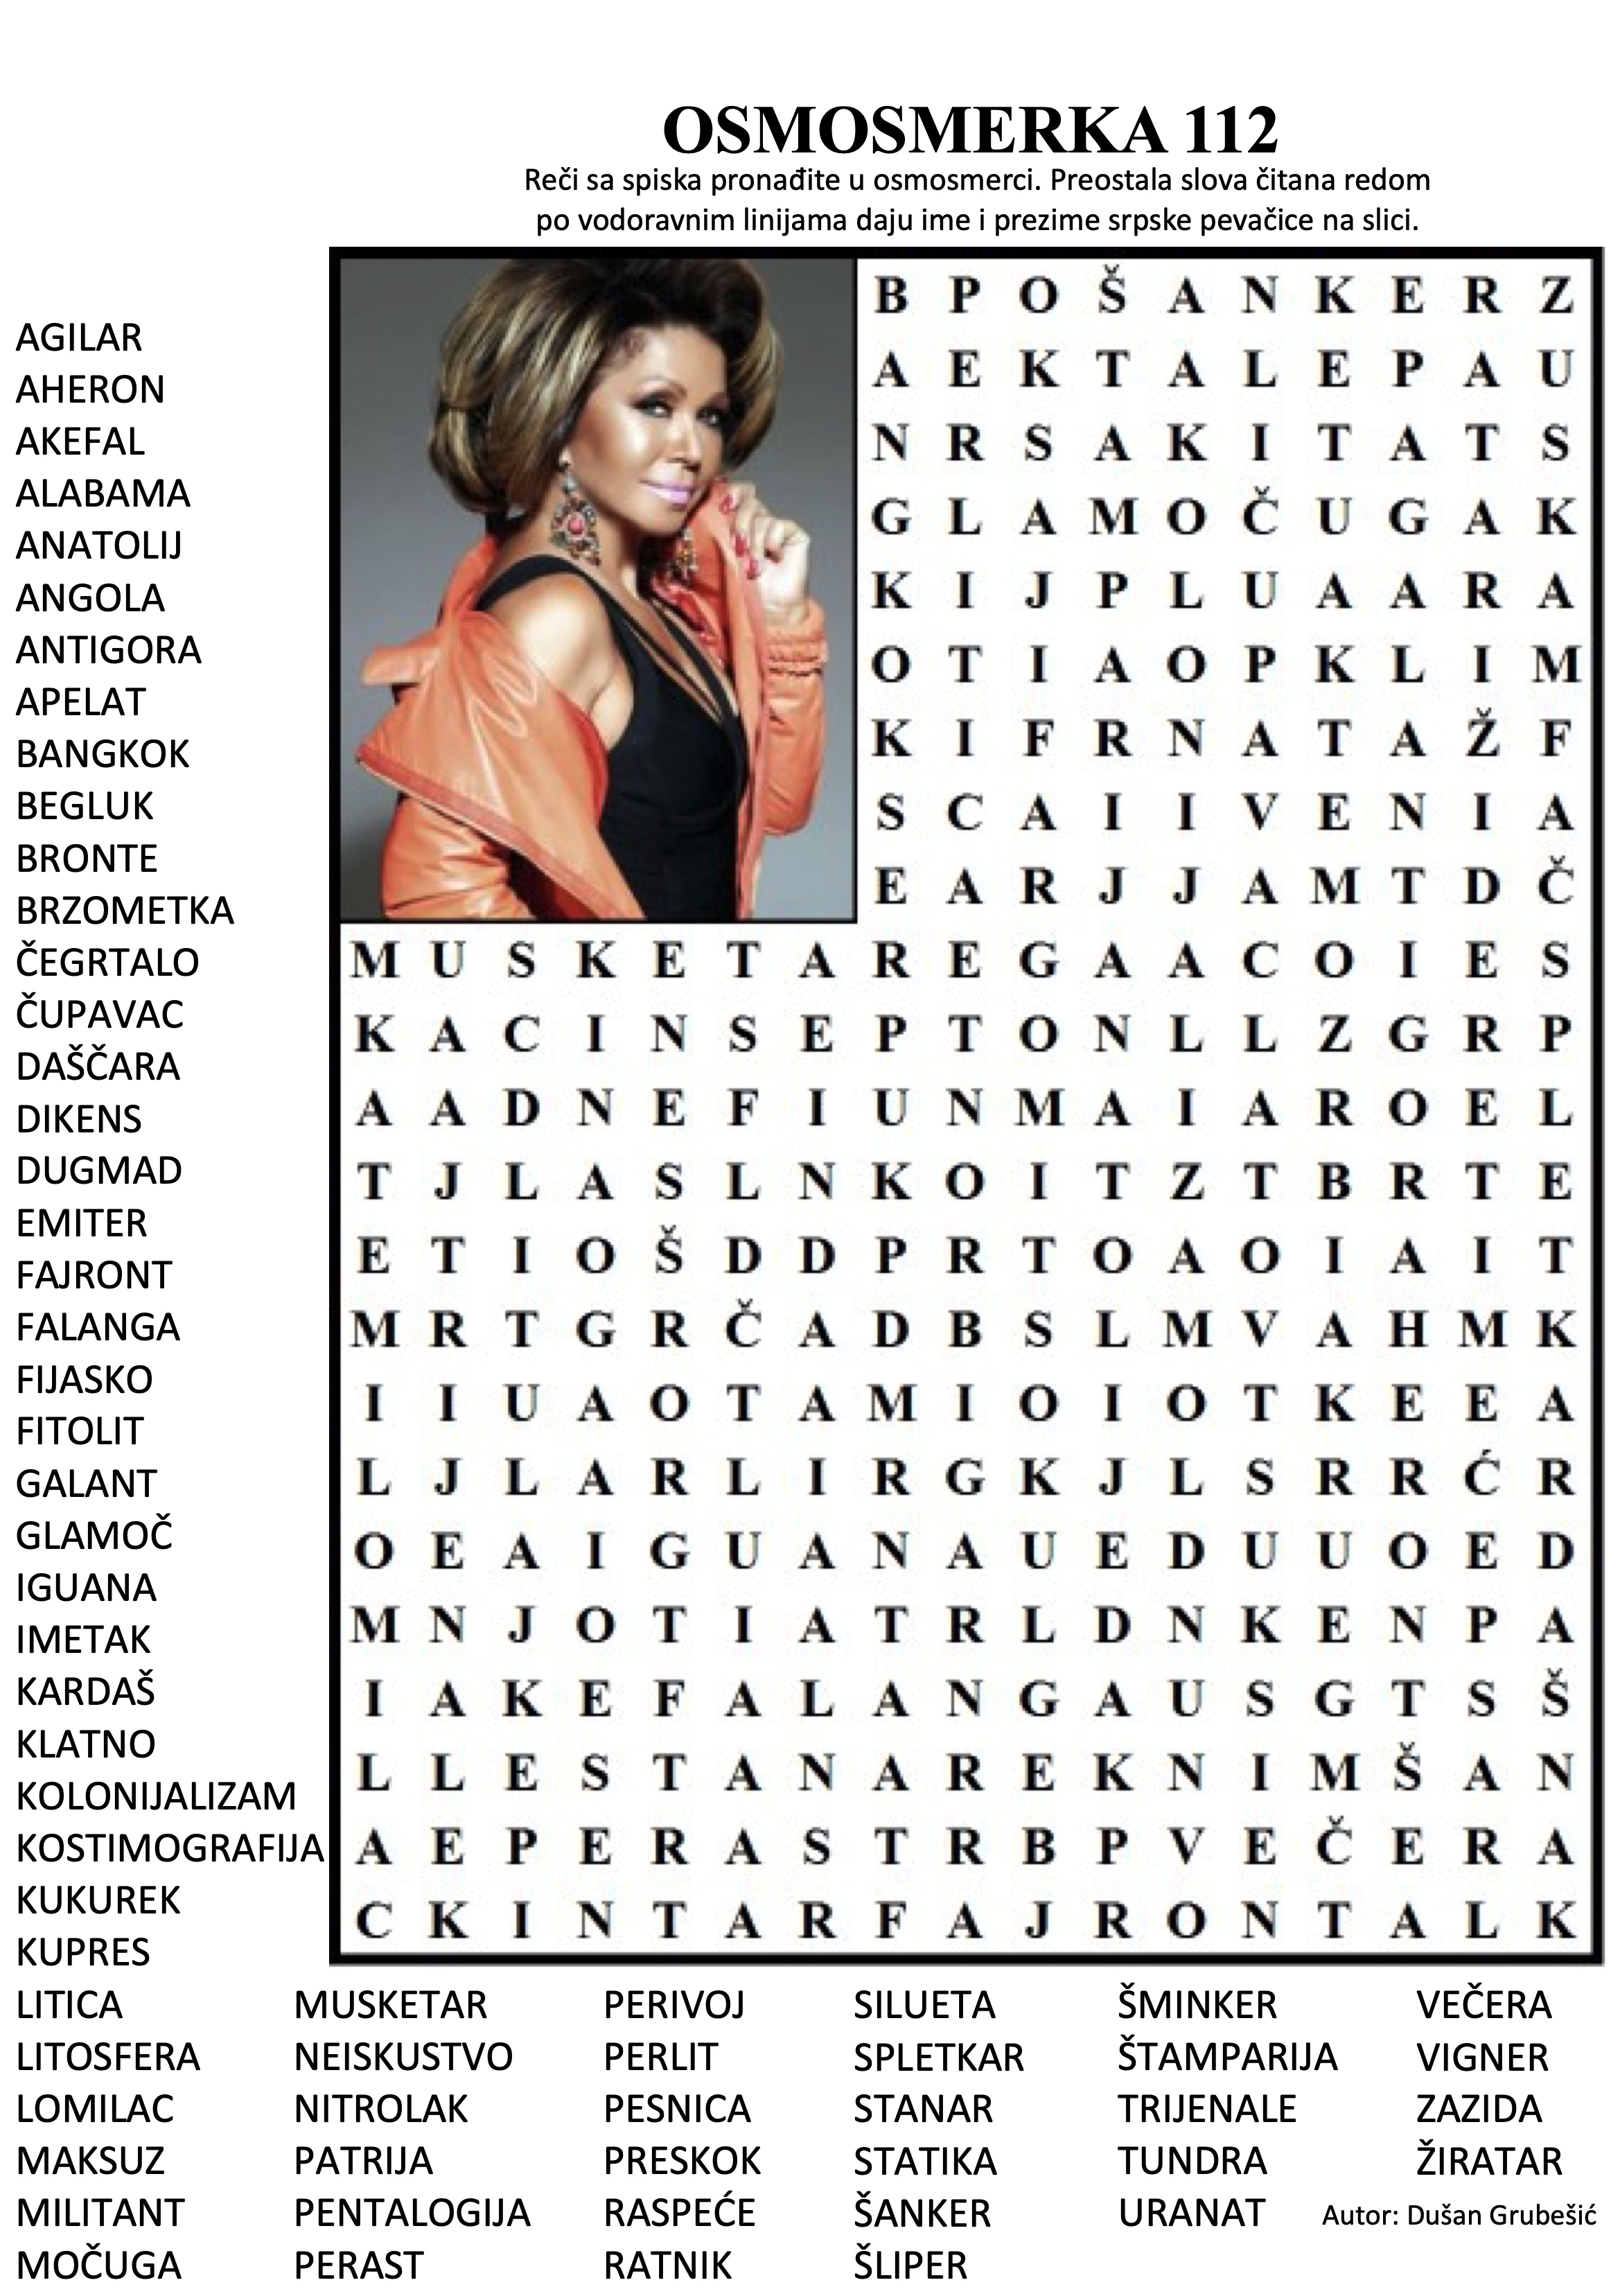 OSMOSMERKA 112
Reči sa spiska pronađite u osmosmerci. Preostala slova čitana redom
po vodoravnim linijama daju ime i prezime srpske pevačice na slici.
B P O Š A N K E R Z
A E K T A L E P A U
N R S A K I T A T S
G L A M O Č U G A K
K I J P L U A A R A
O T I A O P K L I M
K I F R N A T A Ž F
S C A I I V E N I A
E A R J J A M T D Č
M U S K E T A R E G A A C O I E S
K A C I N S E P T O N L L Z G R P
A A D N E F I U N M A I A R O E L
T J L A S L N K O I T Z T B R T E
E T I O Š D D P R T O A O I A I T
M R T G R Č A D B S L M V A H M K
I I U A O T A M I O I O T K E E A
L J L A R L I R G K J L S R R Ć R
O E A I G U A N A U E D U U O E D
M N J O T I A T R L D N K E N P A
I A K E F A L A N G A U S G T S Š
L L E S T A N A R E K N I M Š A N
A E P E R A S T R B P V E Č E R A
C K I N T A R F A J R O N T A L K
AGILAR
AHERON
AKEFAL
ALABAMA
ANATOLIJ
ANGOLA
ANTIGORA
APELAT
BANGKOK
BEGLUK
BRONTE
BRZOMETKA
ČEGRTALO
ČUPAVAC
DAŠČARA
DIKENS
DUGMAD
EMITER
FAJRONT
FALANGA
FIJASKO
FITOLIT
GALANT
GLAMOČ
IGUANA
IMETAK
KARDAŠ
KLATNO
KOLONIJALIZAM
KOSTIMOGRAFIJA
KUKUREK
KUPRES
LITICA
LITOSFERA
LOMILAC
MAKSUZ
MILITANT
MOČUGA
MUSKETAR
NEISKUSTVO
NITROLAK
PATRIJA
PENTALOGIJA
PERAST
PERIVOJ
PERLIT
PESNICA
PRESKOK
RASPEĆE
RATNIK
SILUETA
SPLETKAR
STANAR
STATIKA
ŠANKER
ŠLIPER
ŠMINKER
ŠTAMPARIJA
TRIJENALE
TUNDRA
URANAT
VEČERA
VIGNER
ZAZIDA
ŽIRATAR
Autor: Dušan Grubešić